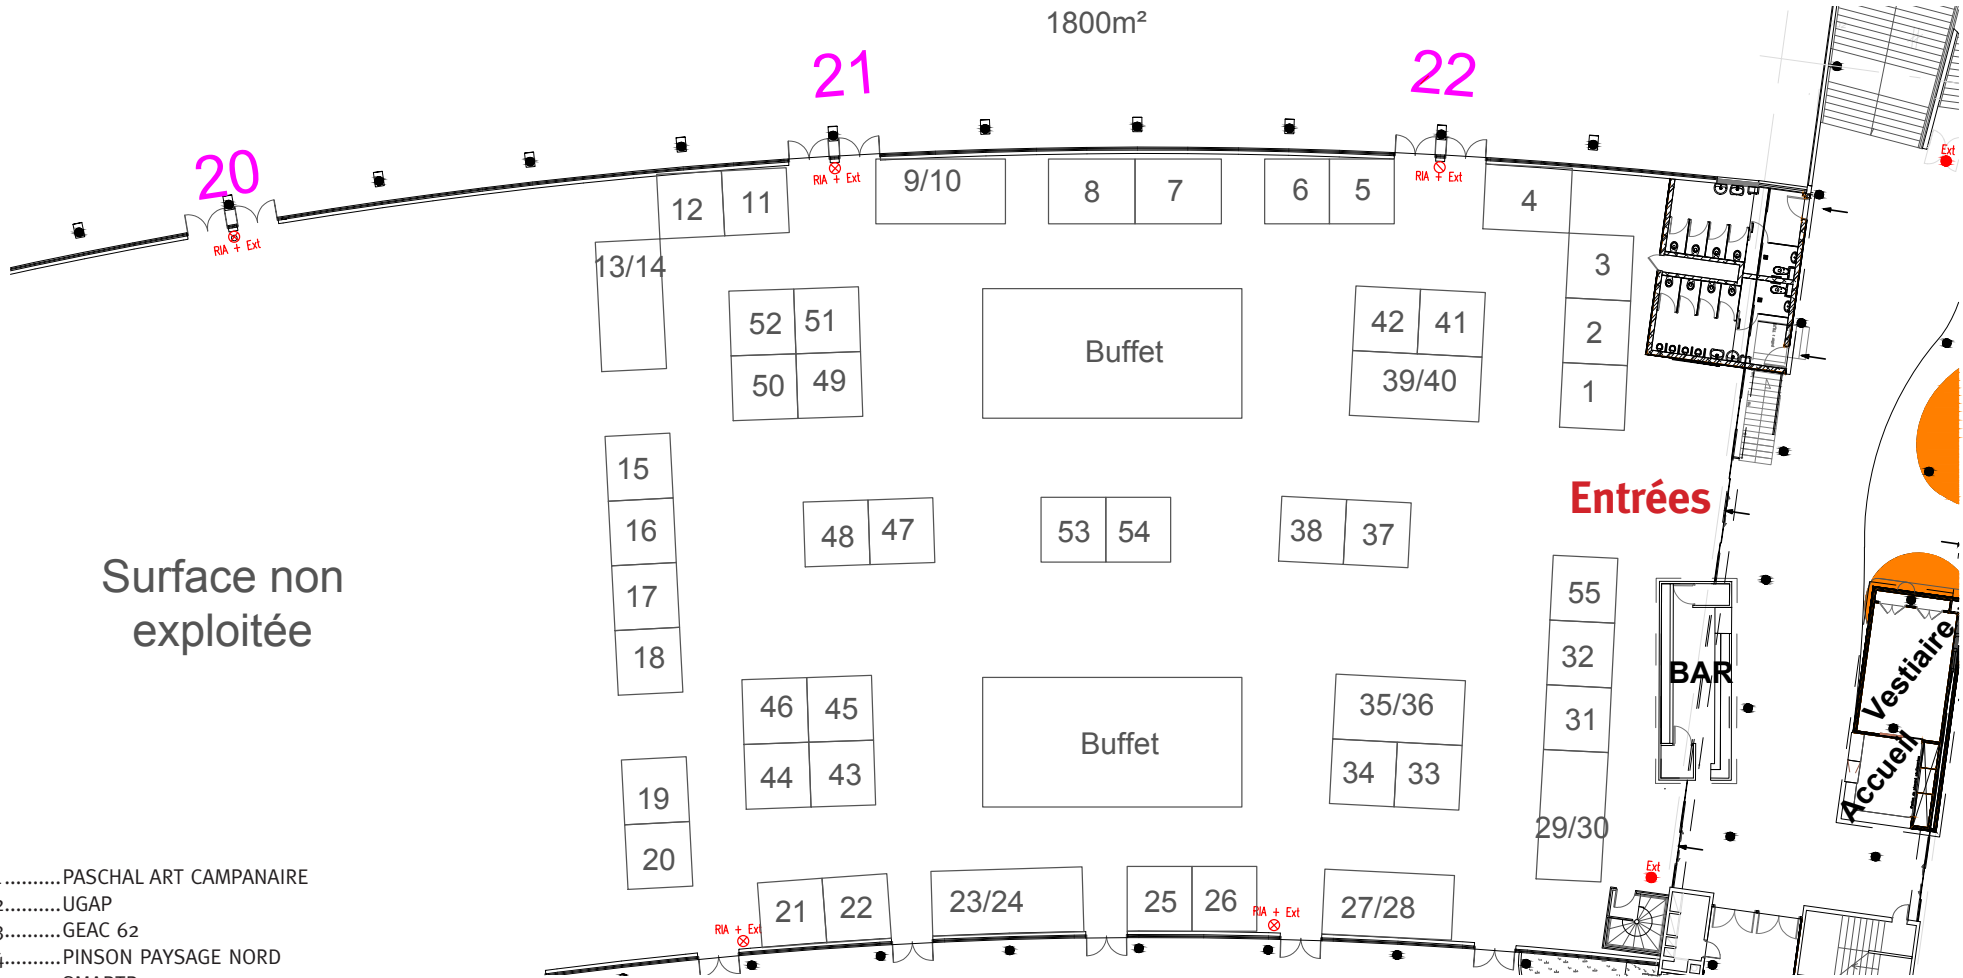 1800m²
21
22
20
RIA + Ext
RIA + Ext
RIA + Ext
Ext
12
11
9/10
8
7
6
5
4
3
2
1
13/14
52
51
50
49
Buffet
42
41
39/40
15
16
17
18
48
47
53
54
38
37
Entrées
Surface non
exploitée
55
32
31
29/30
BAR
Vestiaire
Accueil
46
45
44
43
Buffet
35/36
34
33
19
20
21
22
23/24
25
26
27/28
RIA + Ext
RIA + Ext
Ext
..........PASCHAL ART CAMPANAIRE
2.........UGAP
3..........GEAC 62
4..........PINSON PAYSAGE NORD